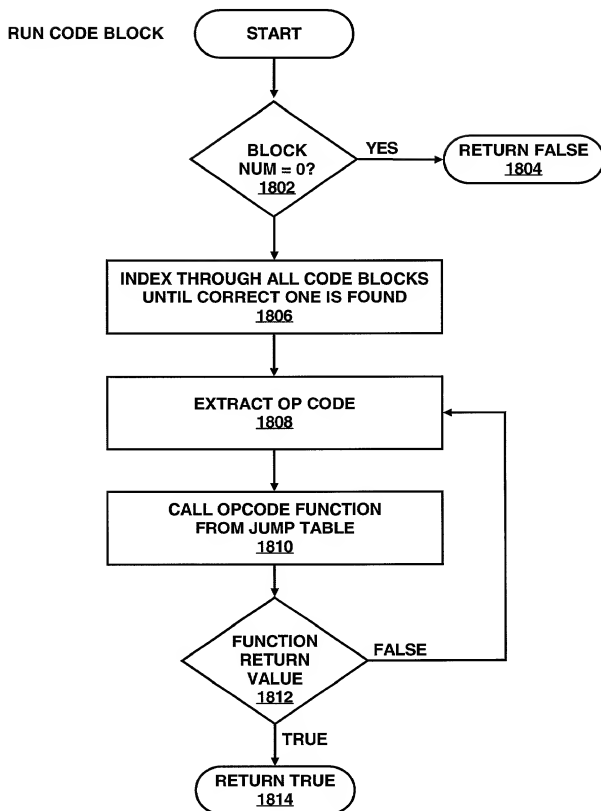 RUN CODE BLOCK
START
BLOCK
NUM = 0?
1802
YES
RETURN FALSE
1804
INDEX THROUGH ALL CODE BLOCKS
UNTIL CORRECT ONE IS FOUND
1806
EXTRACT OP CODE
1808
CALL OPCODE FUNCTION
FROM JUMP TABLE
1810
FUNCTION
RETURN
VALUE
1812
FALSE
TRUE
RETURN TRUE
1814